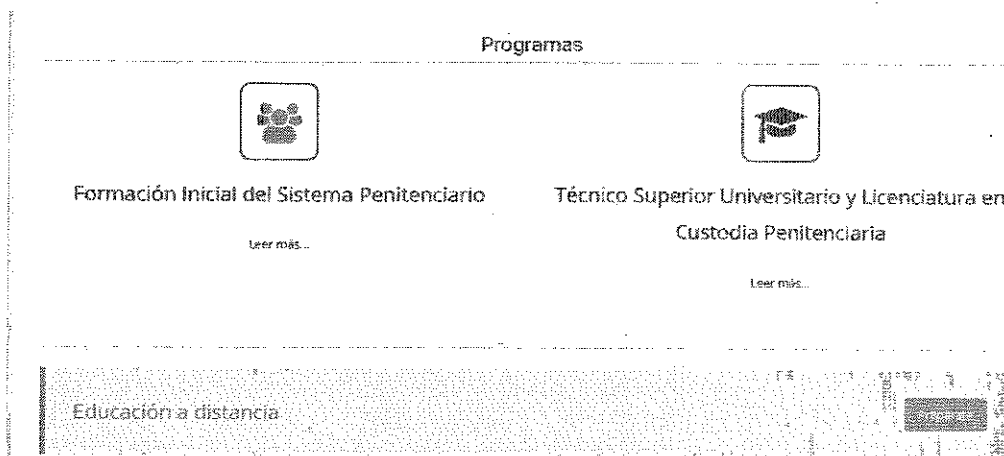 Programas
Formación Inicial del Sistema Penitenciario
Leer más...
Técnico Superior Universitario y Licenciatura en
Custodia Penitenciaria
Leer más...
Educación a distancia